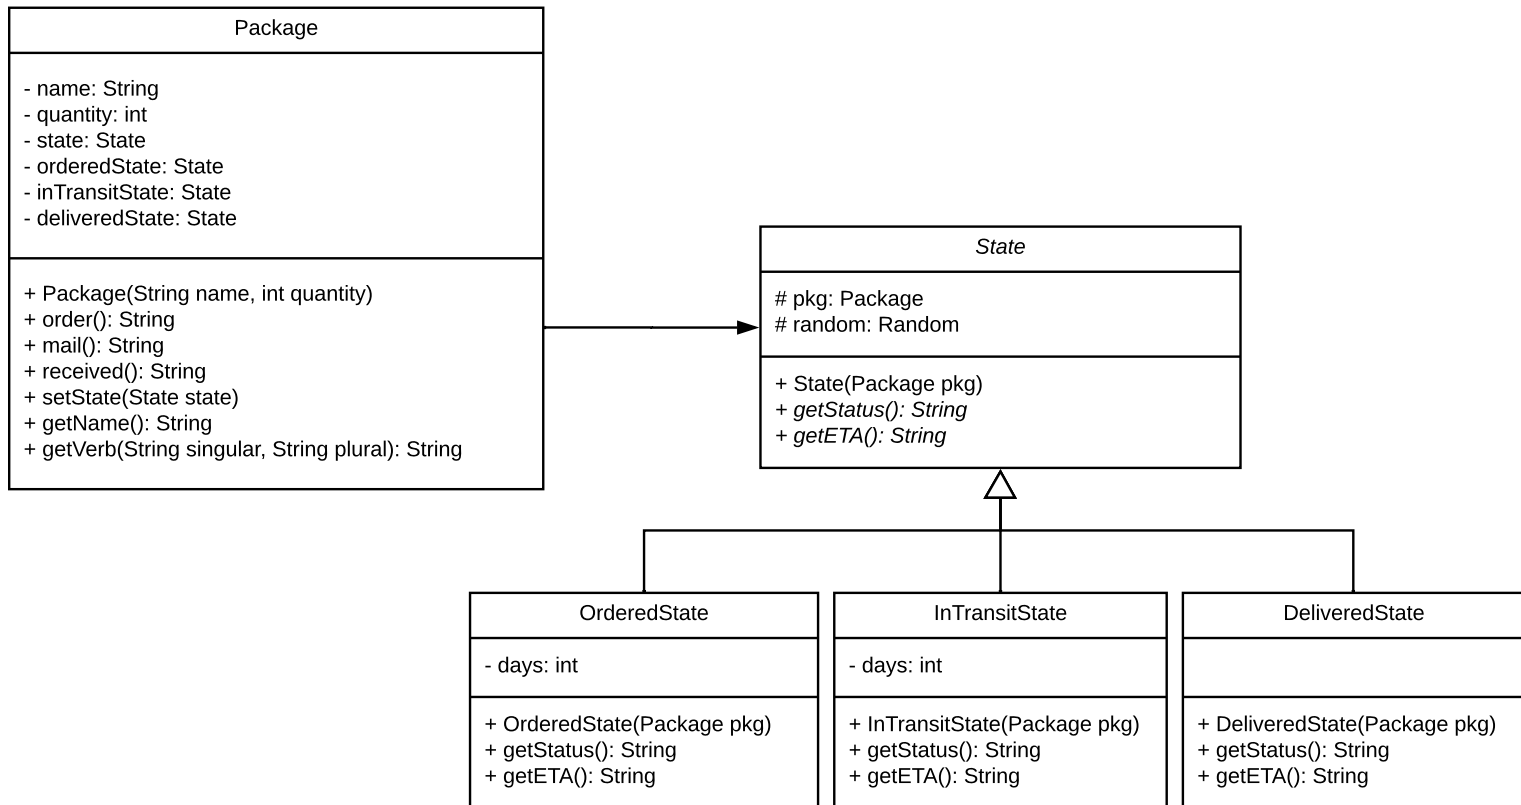 Package
- name: String
- quantity: int
- state: State
- orderedState: State
- inTransitState: State
- deliveredState: State
+ Package(String name, int quantity)
+ order(): String
+ mail(): String
+ received(): String
+ setState(State state)
+ getName(): String
+ getVerb(String singular, String plural): String
State
# pkg: Package
# random: Random
+ State(Package pkg)
+ getStatus(): String
+ getETA(): String
OrderedState
- days: int
+ OrderedState(Package pkg)
+ getStatus(): String
+ getETA(): String
InTransitState
- days: int
+ InTransitState(Package pkg)
+ getStatus(): String
+ getETA(): String
DeliveredState
+ DeliveredState(Package pkg)
+ getStatus(): String
+ getETA(): String